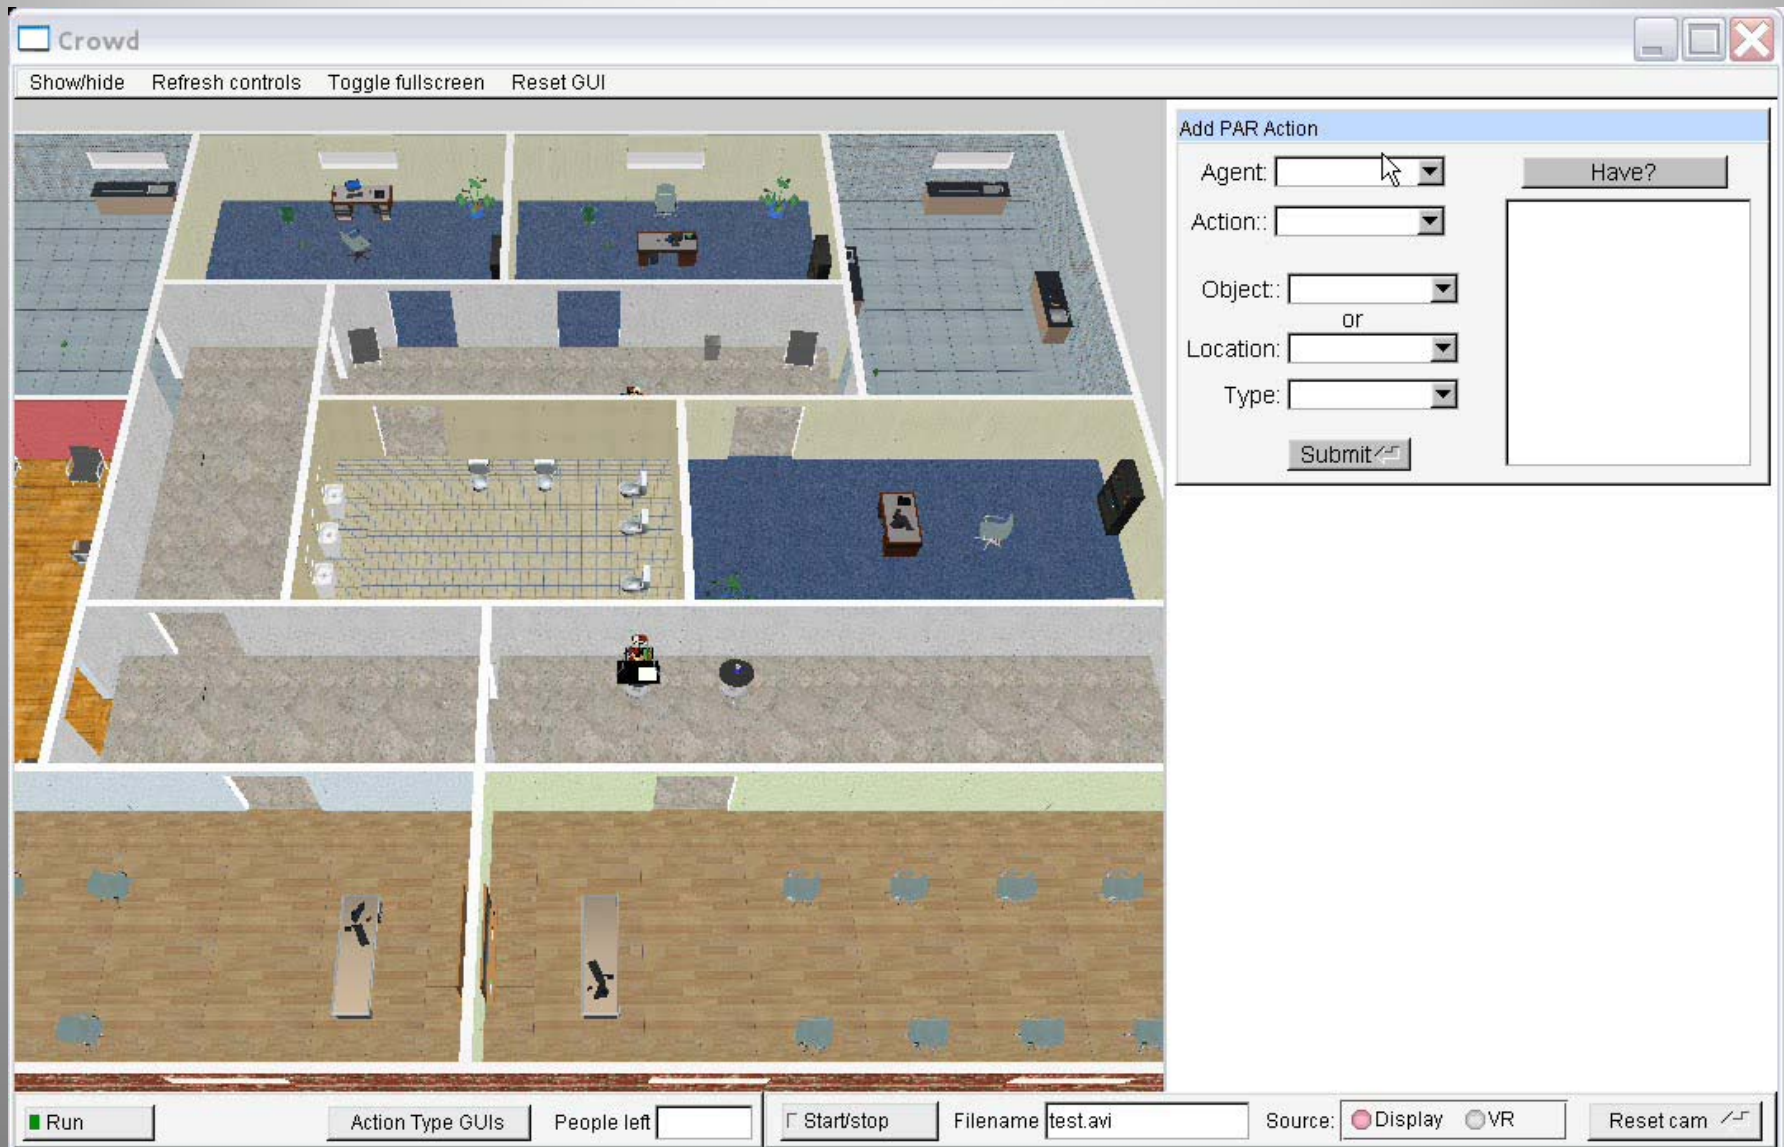 Crowd
Show/hide Refresh controls Toggle fullscreen Reset GUI
Add PAR Action
Agent:
Have?
Action::
Object::
or
Location:
Type:
Submit
Run Action Type GUIs People left Start/stop Filename test.avi Source: Display VR Reset cam